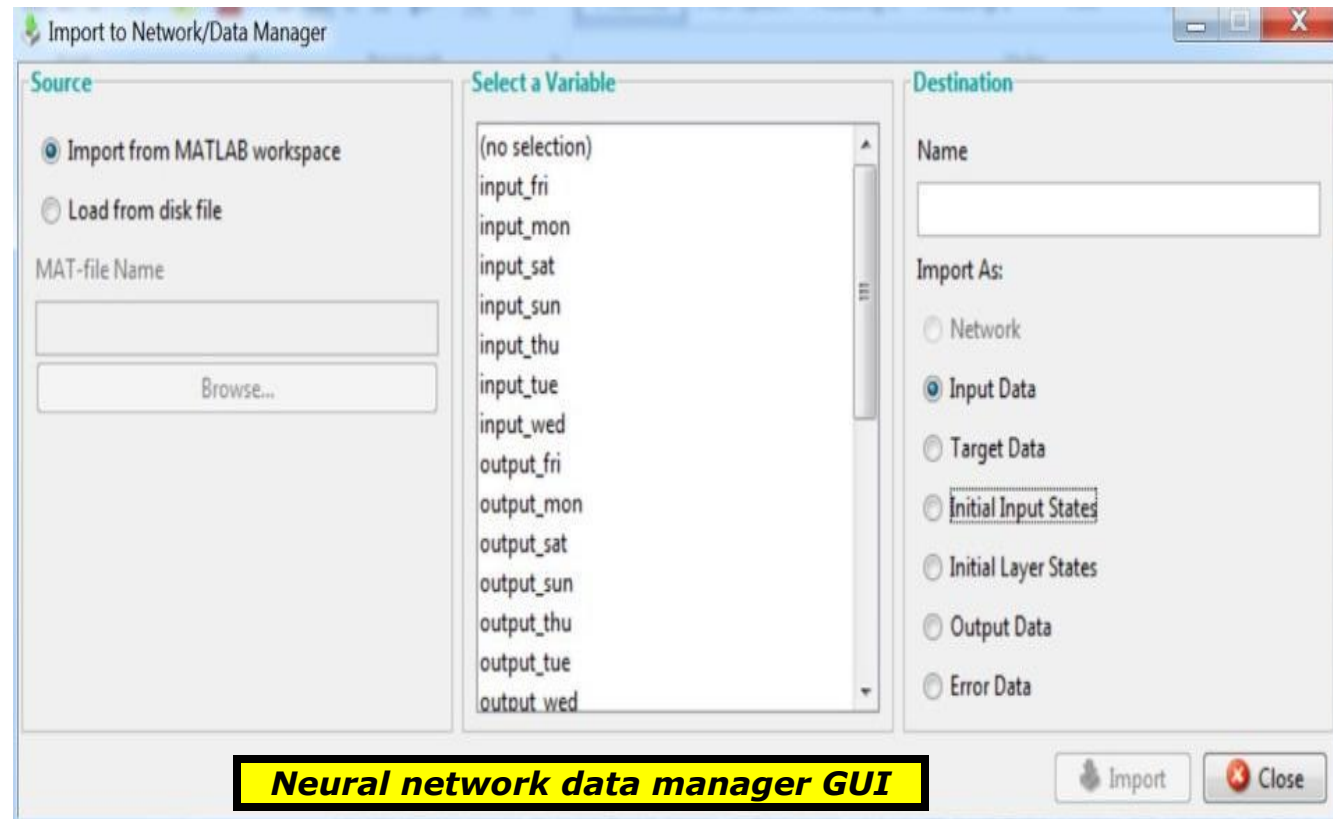 Import to Network/Data Manager
Source
Import from MATLAB workspace
Load from disk file
MAT-file Name
Browse...
Select a Variable
(no selection)
input_fri
input_mon
input_sat
input_sun
input_thu
input_tue
input_wed
output_fri
output_mon
output_sat
output_sun
output_thu
output_tue
output_wed
Destination
Name
Import As:
Network
Input Data
Target Data
Initial Input States
Initial Layer States
Output Data
Error Data
Neural network data manager GUI
Import
Close